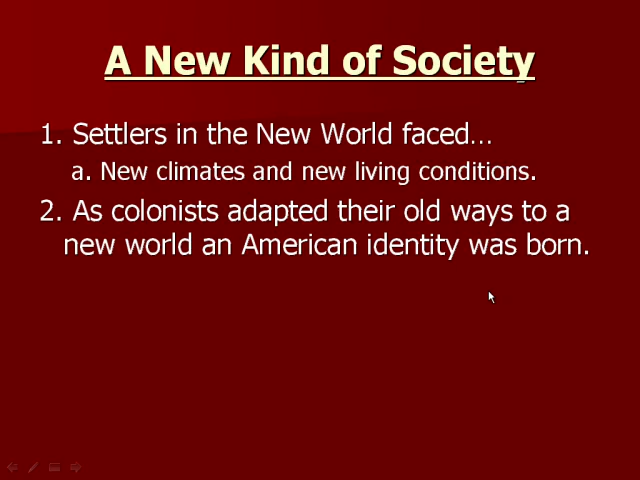 A New Kind of Society
1. Settlers in the New World faced…
a. New climates and new living conditions.
2. As colonists adapted their old ways to a
new world an American identity was born.